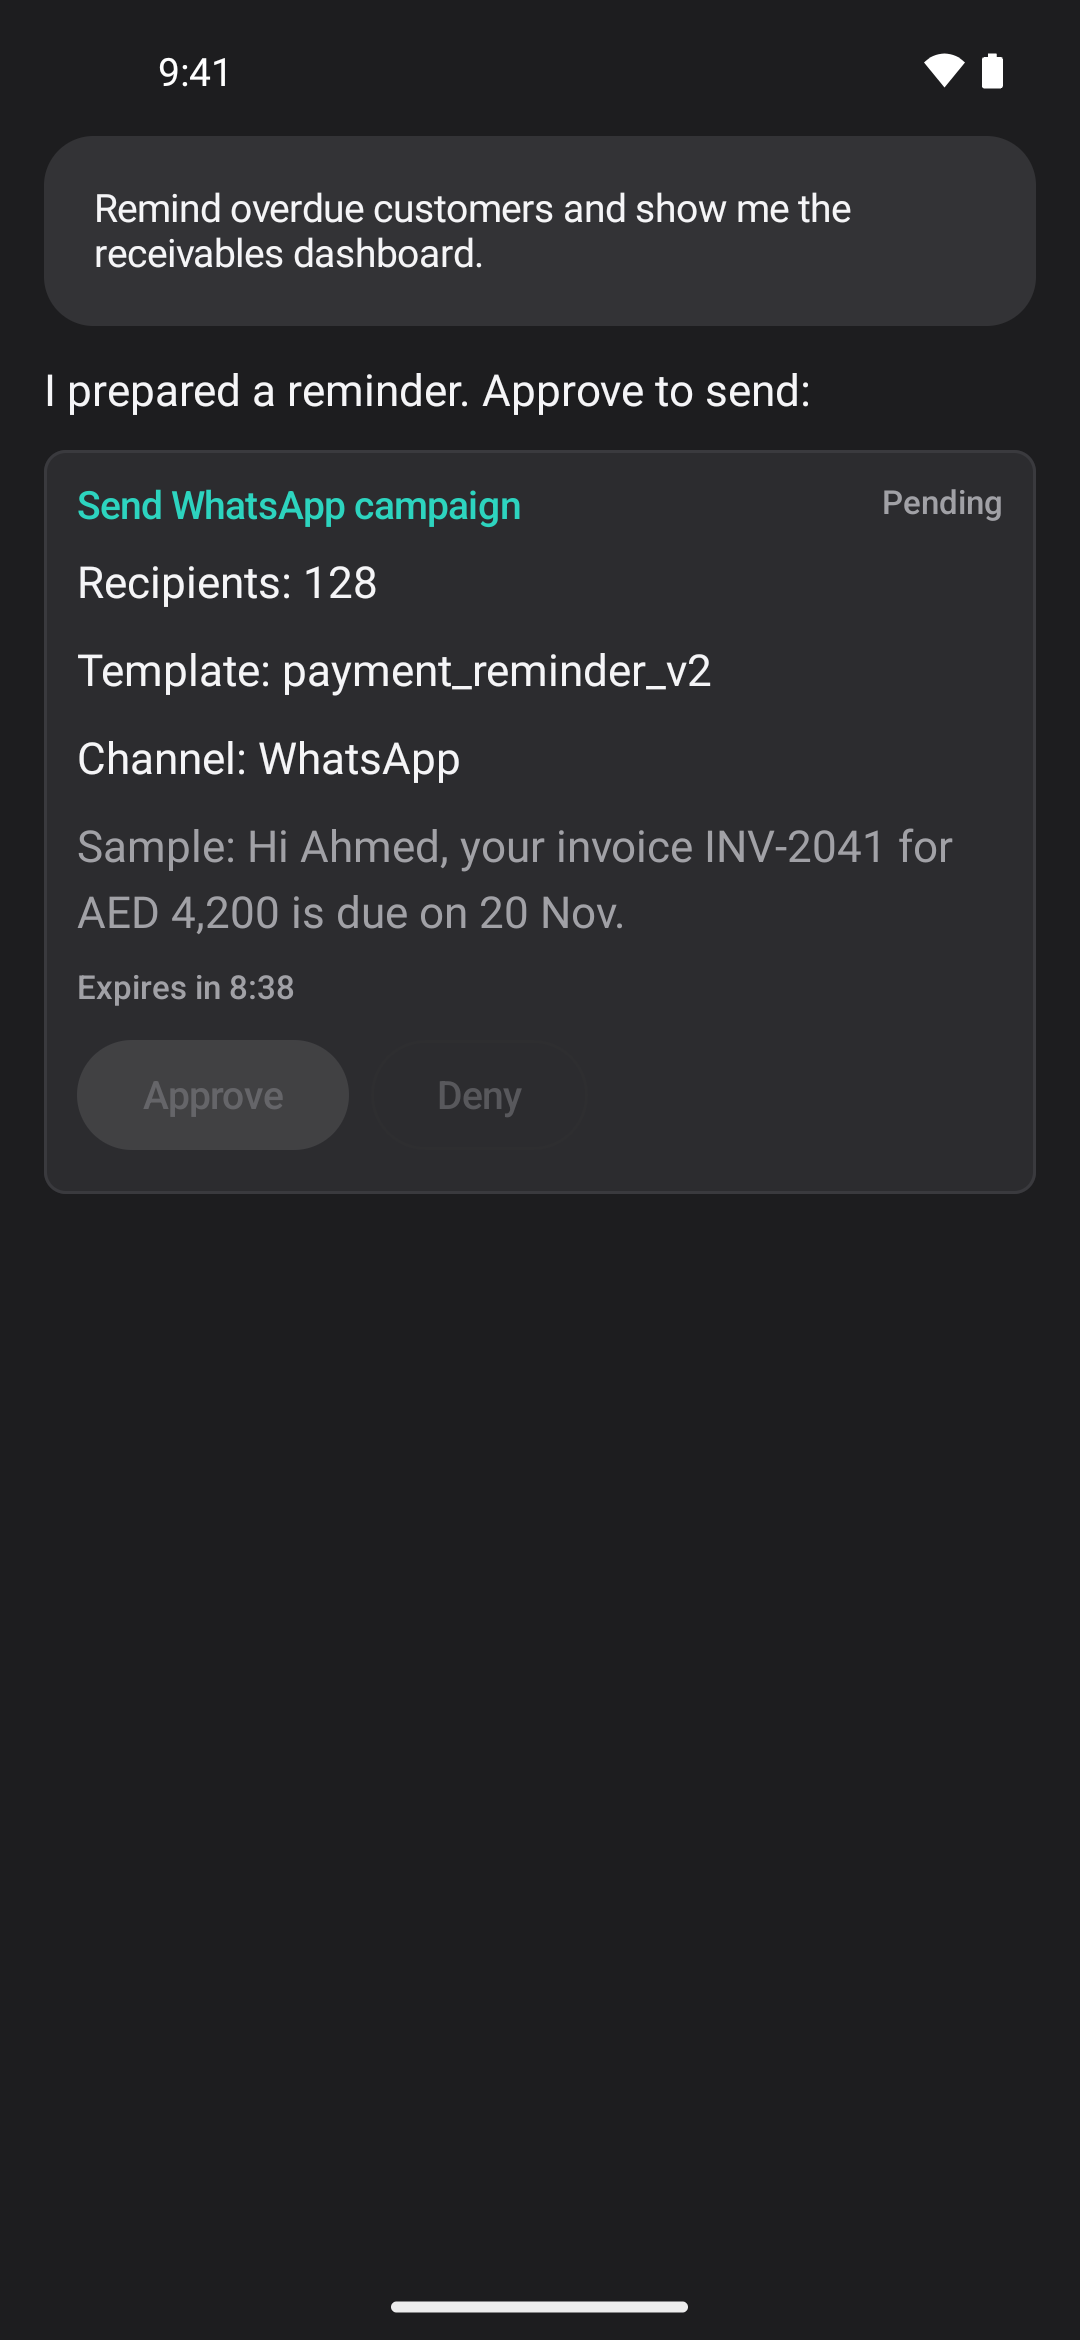 9:41
Remind overdue customers and show me the
receivables dashboard.
I prepared a reminder. Approve to send:
Send WhatsApp campaign
Pending
Recipients: 128
Template: payment_reminder_v2
Channel: WhatsApp
Sample: Hi Ahmed, your invoice INV-2041 for
AED 4,200 is due on 20 Nov.
Expires in 8:38
Approve
Deny